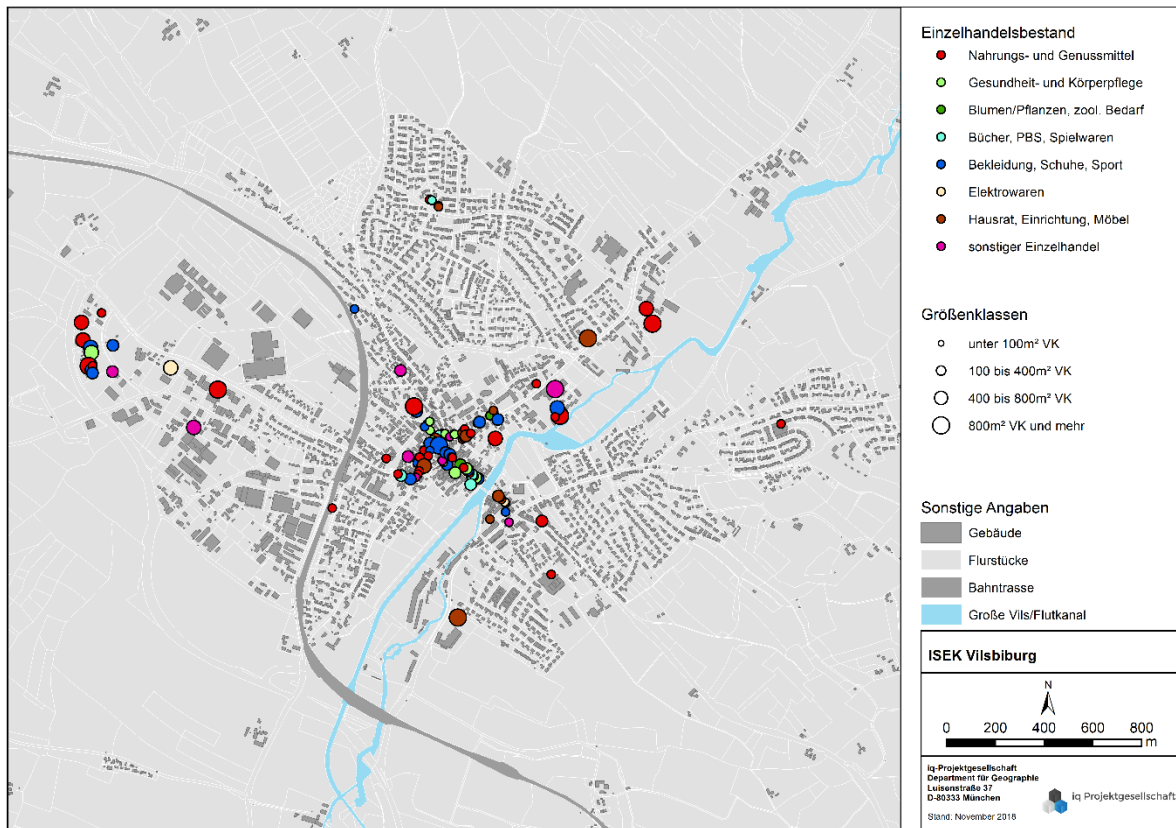 Einzelhandelsbestand
Nahrungs- und Genussmittel
Gesundheit- und Körperpflege
Blumen/Pflanzen, zool. Bedarf
Bücher, PBS, Spielwaren
Bekleidung, Schuhe, Sport
Elektrowaren
Hausrat, Einrichtung, Möbel
sonstiger Einzelhandel
Größenklassen
unter 100m² VK
100 bis 400m² VK
400 bis 800m² VK
800m² VK und mehr
Sonstige Angaben
Gebäude
Flurstücke
Bahntrasse
Große Vils/Flutkanal
ISEK Vilsbiburg
N
0 200 400 600 800
m
iq-Projektgesellschaft
Department für Geographie
Luisenstraße 37
D-80333 München
iq Projektgesellschaft
Stand: November 2018